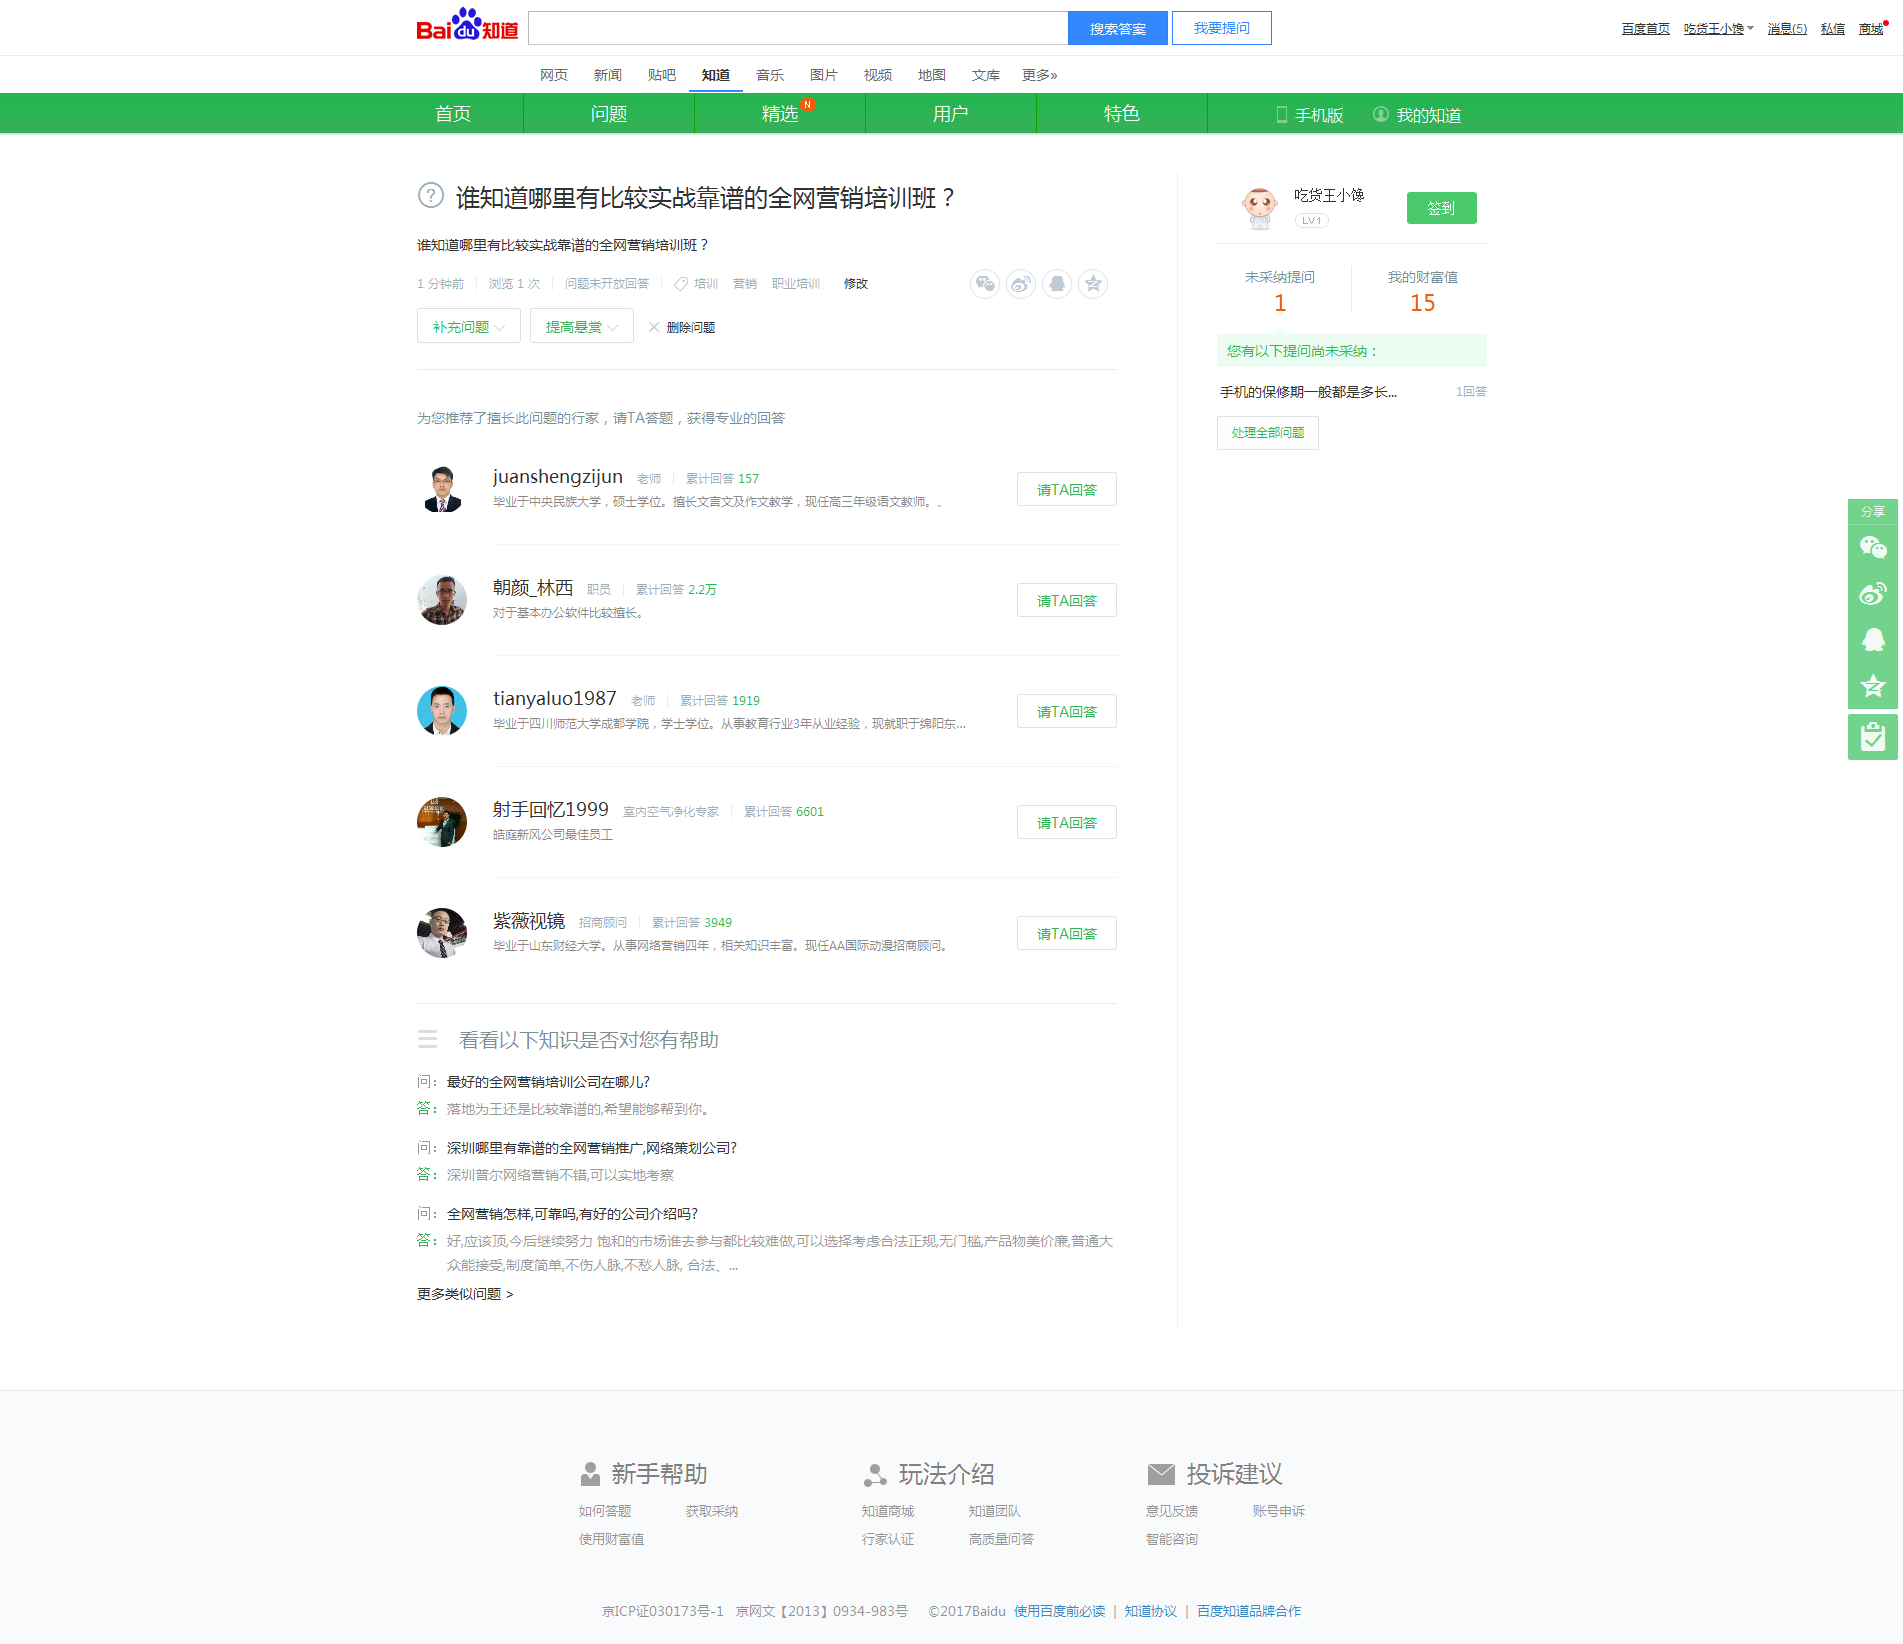 Bai du 知道
搜索答案
我要提问
百度首页 吃货王小馋 消息(5) 私信 商城
网页 新闻 贴吧 知道 音乐 图片 视频 地图 文库 更多»
首页 问题 精选 N 用户 特色 手机版 我的知道
谁知道哪里有比较实战靠谱的全网营销培训班？
谁知道哪里有比较实战靠谱的全网营销培训班？
1 分钟前 浏览 1 次 问题未开放回答 培训 营销 职业培训 修改
补充问题 提高悬赏 删除问题
为您推荐了擅长此问题的行家，请TA答题，获得专业的回答
juanshengzijun 老师 累计回答 157
毕业于中央民族大学，硕士学位。擅长文言文及作文教学，现任高三年级语文教师。、
请TA回答
朝颜_林西 职员 累计回答 2.2万
对于基本办公软件比较擅长。
请TA回答
tianyaluo1987 老师 累计回答 1919
毕业于四川师范大学成都学院，学士学位。从事教育行业3年从业经验，现就职于绵阳东...
请TA回答
射手回忆1999 室内空气净化专家 累计回答 6601
皓庭新风公司最佳员工
请TA回答
紫薇视镜 招商顾问 累计回答 3949
毕业于山东财经大学。从事网络营销四年，相关知识丰富。现任AA国际动漫招商顾问。
请TA回答
看看以下知识是否对您有帮助
问： 最好的全网营销培训公司在哪儿?
答： 落地为王还是比较靠谱的,希望能够帮到你。
问： 深圳哪里有靠谱的全网营销推广,网络策划公司?
答： 深圳普尔网络营销不错,可以实地考察
问： 全网营销怎样,可靠吗,有好的公司介绍吗?
答： 好,应该顶,今后继续努力 饱和的市场谁去参与都比较难做,可以选择考虑合法正规,无门槛,产品物美价廉,普通大
众能接受,制度简单,不伤人脉,不愁人脉, 合法、...
更多类似问题 >
吃货王小馋
LV1
签到
未采纳提问 我的财富值
1 15
您有以下提问尚未采纳：
手机的保修期一般都是多长... 1回答
处理全部问题
分享
新手帮助 玩法介绍 投诉建议
如何答题 获取采纳 知道商城 知道团队 意见反馈 账号申诉
使用财富值 行家认证 高质量问答 智能咨询
京ICP证030173号-1 京网文【2013】0934-983号 ©2017Baidu 使用百度前必读 | 知道协议 | 百度知道品牌合作